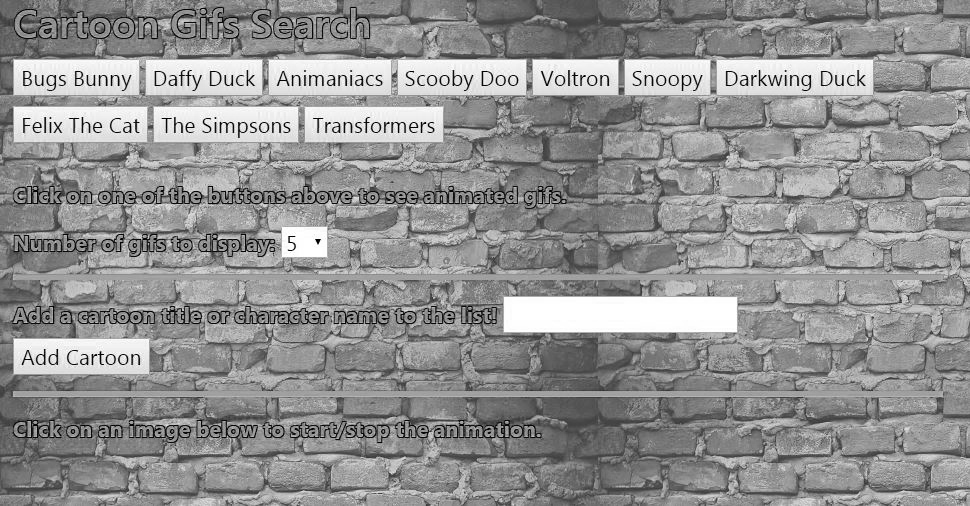 Cartoon Gifs Search
Bugs Bunny Daffy Duck Animaniacs Scooby Doo Voltron Snoopy Darkwing Duck
Felix The Cat The Simpsons Transformers
Click on one of the buttons above to see animated gifs.
Number of gifs to display: 5
Add a cartoon title or character name to the list!
Add Cartoon
Click on an image below to start/stop the animation.